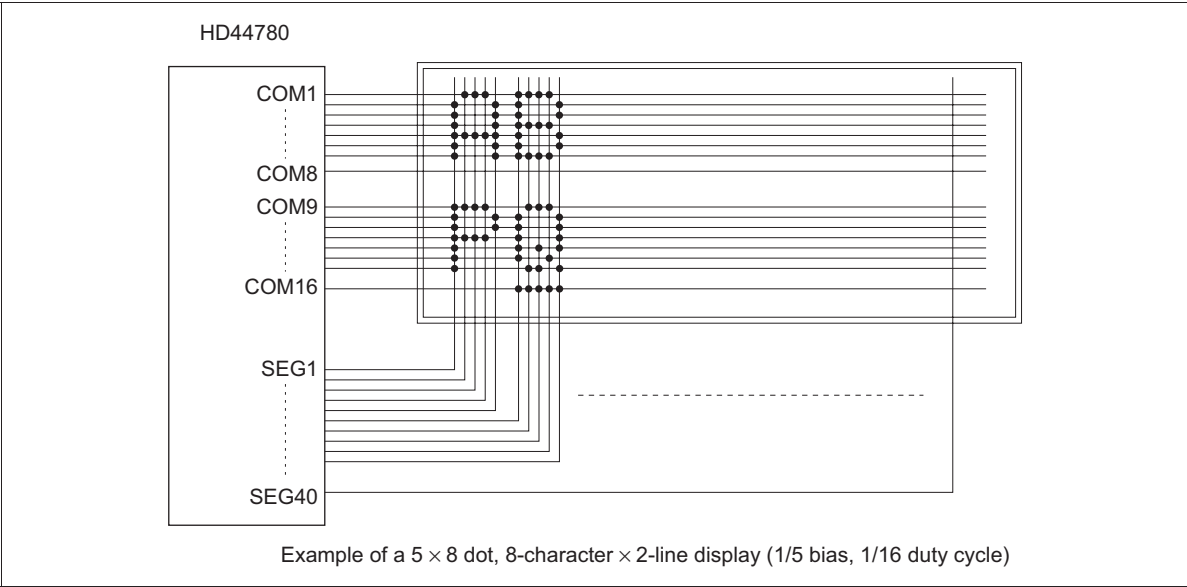 HD44780
COM1
COM8
COM9
COM16
SEG1
SEG40
A B
P Q
Example of a 5 × 8 dot, 8-character × 2-line display (1/5 bias, 1/16 duty cycle)